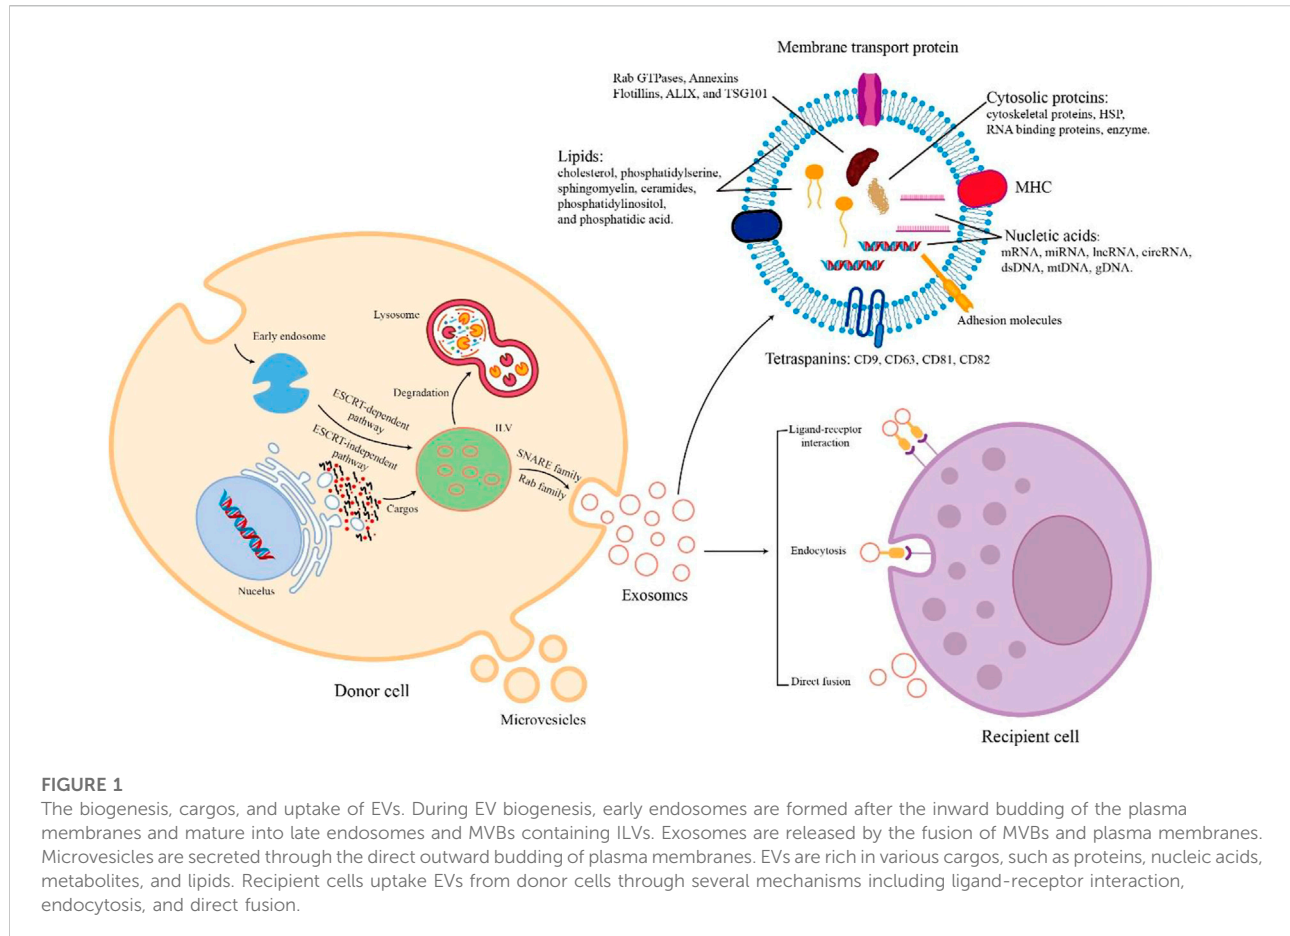 Membrane transport protein
Rab GTPases, Annexins
Flotillins, ALIX, and TSG101
Cytosolic proteins:
cytoskeletal proteins, HSP,
RNA binding proteins, enzyme.
Lipids:
cholesterol, phosphatidylserine,
sphingomyelin, ceramides,
phosphatidylinositol,
and phosphatidic acid.
MHC
Nucletic acids:
mRNA, miRNA, lncRNA, circRNA,
dsDNA, mtDNA, gDNA.
Adhesion molecules
Tetraspanins: CD9, CD63, CD81, CD82
Early endosome
Lysosome
Degradation
ESCRT-dependent
pathway
ESCRT-independent
pathway
ILV
SNARE family
Rab family
Cargos
Nucelus
Exosomes
Donor cell
Microvesicles
Ligand-receptor
interaction
Endocytosis
Direct fusion
Recipient cell
FIGURE 1
The biogenesis, cargos, and uptake of EVs. During EV biogenesis, early endosomes are formed after the inward budding of the plasma
membranes and mature into late endosomes and MVBs containing ILVs. Exosomes are released by the fusion of MVBs and plasma membranes.
Microvesicles are secreted through the direct outward budding of plasma membranes. EVs are rich in various cargos, such as proteins, nucleic acids,
metabolites, and lipids. Recipient cells uptake EVs from donor cells through several mechanisms including ligand-receptor interaction,
endocytosis, and direct fusion.